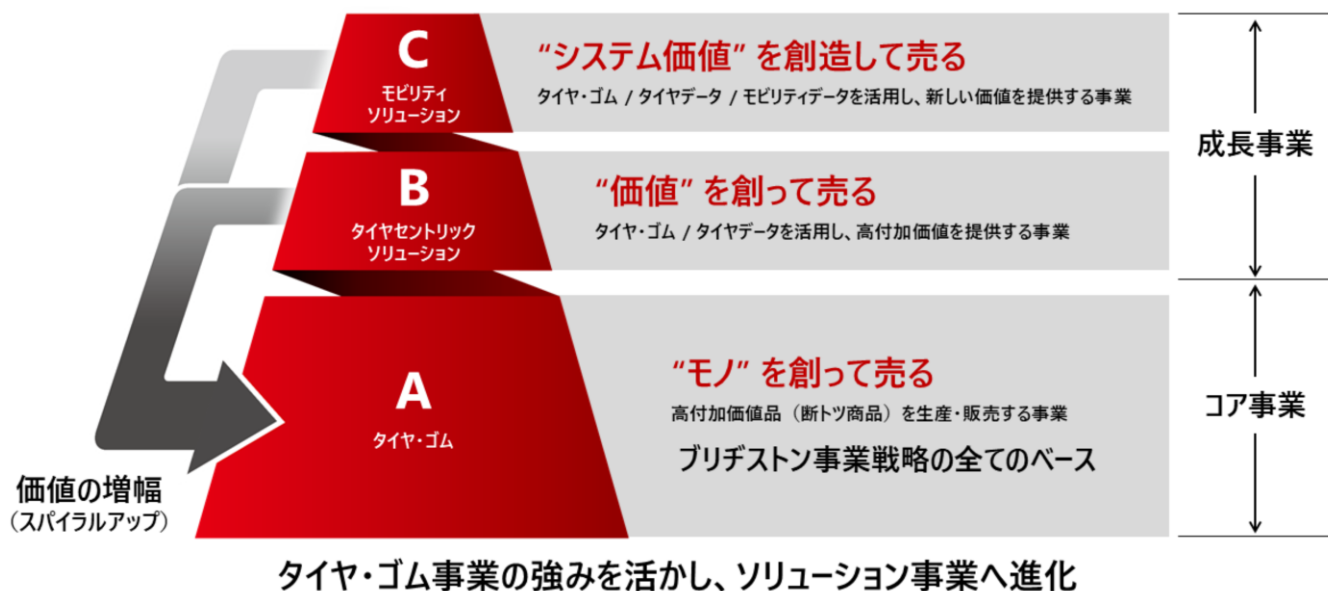 C
モビリティ
ソリューション
“システム価値” を創造して売る
タイヤ・ゴム / タイヤデータ / モビリティデータを活用し、新しい価値を提供する事業
成長事業
B
タイヤセントリック
ソリューション
“価値” を創って売る
タイヤ・ゴム / タイヤデータを活用し、高付加価値を提供する事業
A
タイヤ・ゴム
“モノ” を創って売る
高付加価値品（断トツ商品）を生産・販売する事業
ブリヂストン事業戦略の全てのベース
コア事業
価値の増幅
（スパイラルアップ）
タイヤ・ゴム事業の強みを活かし、ソリューション事業へ進化